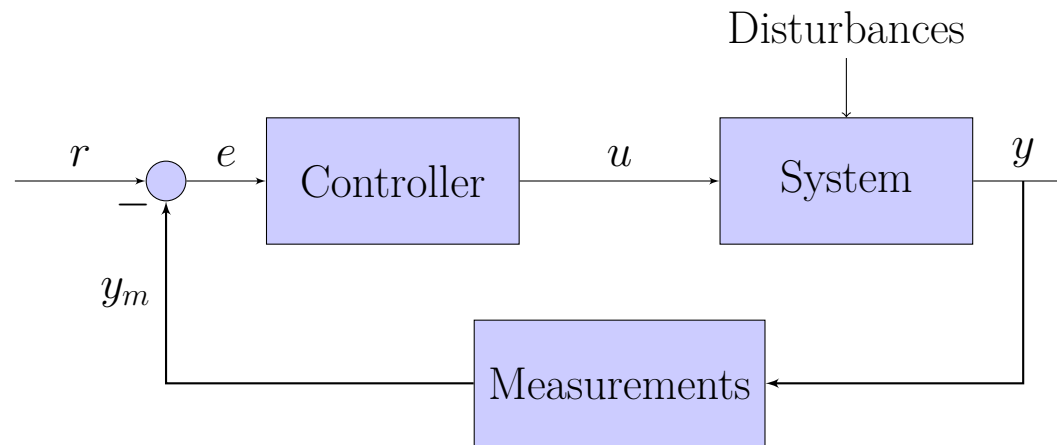 Disturbances
r
e
Controller
u
System
y
−
y_m
Measurements